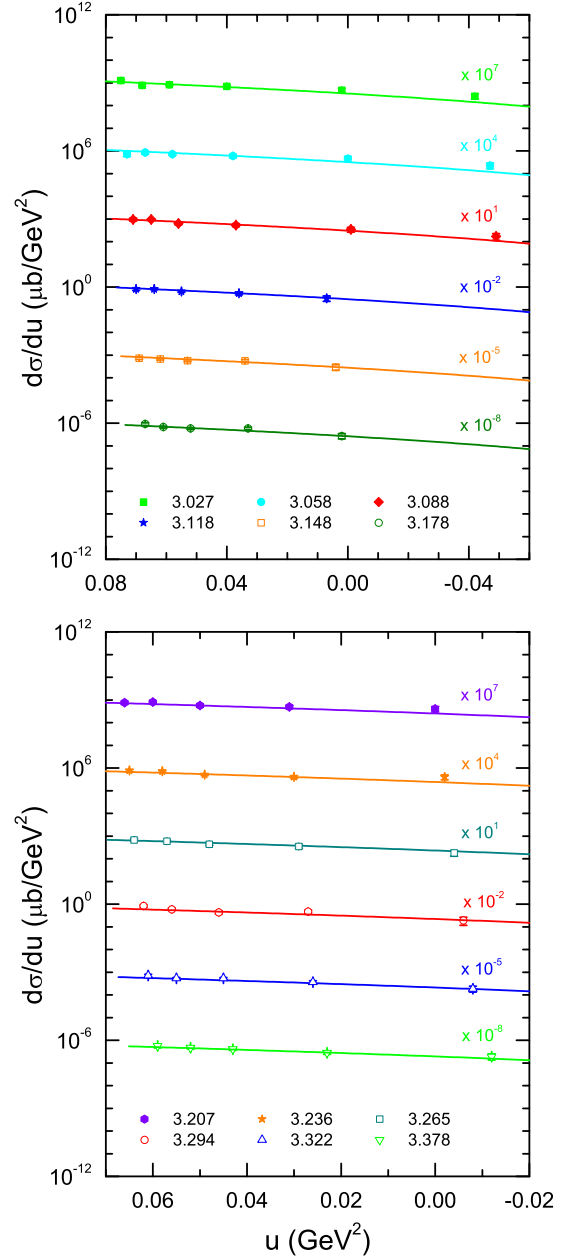 10^12
x 10^7
10^6
x 10^4
x 10^1
10^0
x 10^-2
x 10^-5
10^-6
x 10^-8
3.027 3.058 3.088
3.118 3.148 3.178
10^-12
0.08 0.04 0.00 -0.04
dσ/du (μb/GeV^2)
10^12
x 10^7
10^6
x 10^4
x 10^1
10^0
x 10^-2
x 10^-5
10^-6
x 10^-8
3.207 3.236 3.265
3.294 3.322 3.378
10^-12
0.06 0.04 0.02 0.00 -0.02
dσ/du (μb/GeV^2)
u (GeV^2)